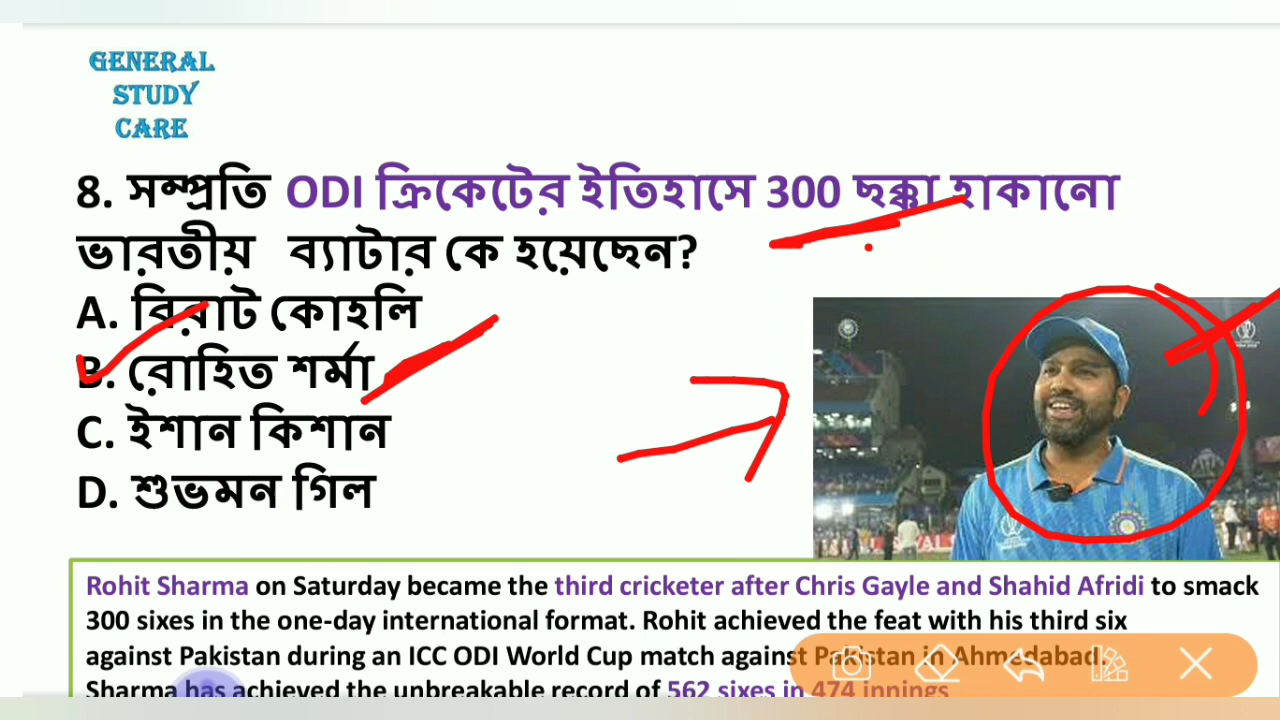 GENERAL
STUDY
CARE
8. সম্প্রতি ODI ক্রিকেটের ইতিহাসে 300 ছক্কা হাকানো
ভারতীয় ব্যাটার কে হয়েছেন?
A. বিরাট কোহলি
B. রোহিত শর্মা
C. ইশান কিশান
D. শুভমন গিল
Rohit Sharma on Saturday became the third cricketer after Chris Gayle and Shahid Afridi to smack
300 sixes in the one-day international format. Rohit achieved the feat with his third six
against Pakistan during an ICC ODI World Cup match against Pakistan in Ahmedabad.
Sharma has achieved the unbreakable record of 562 sixes in 474 innings